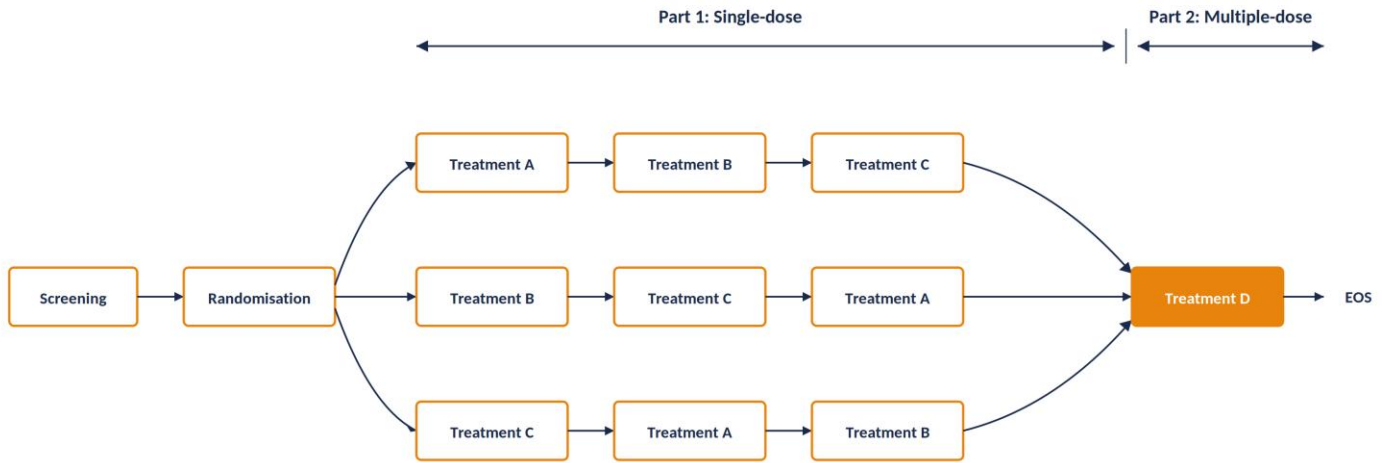 Part 1: Single-dose
Part 2: Multiple-dose
Treatment A
Treatment B
Treatment C
Screening
Randomisation
Treatment B
Treatment C
Treatment A
Treatment D
EOS
Treatment C
Treatment A
Treatment B